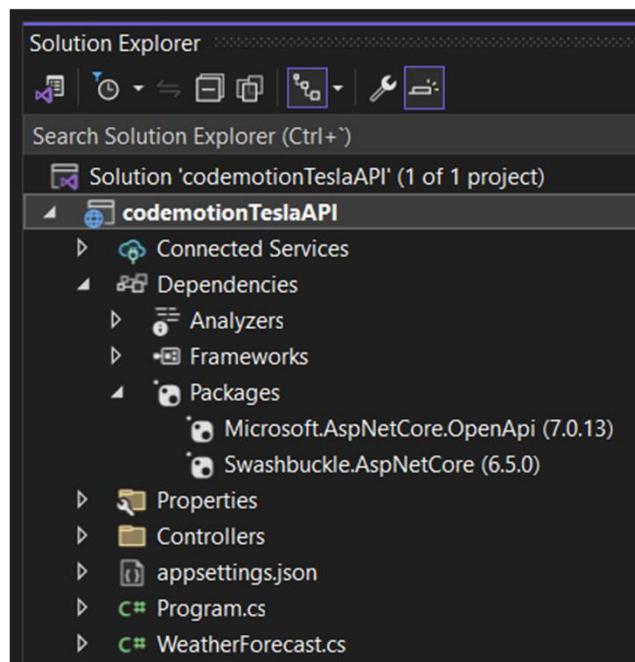 Solution Explorer
Search Solution Explorer (Ctrl+`)
Solution 'codemotionTeslaAPI' (1 of 1 project)
codemotionTeslaAPI
Connected Services
Dependencies
Analyzers
Frameworks
Packages
Microsoft.AspNetCore.OpenApi (7.0.13)
Swashbuckle.AspNetCore (6.5.0)
Properties
Controllers
appsettings.json
C# Program.cs
C# WeatherForecast.cs